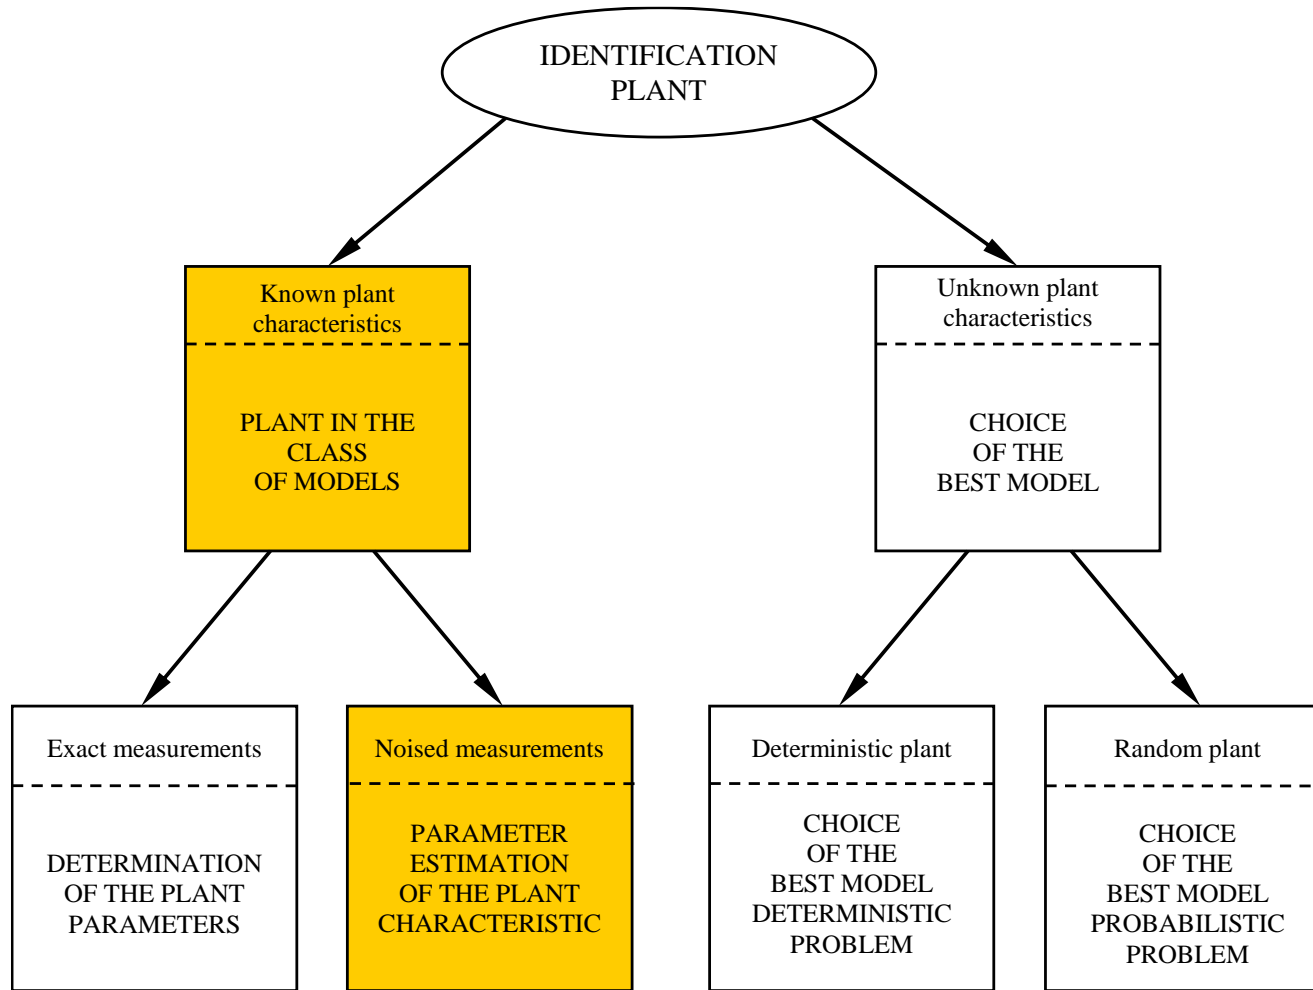 IDENTIFICATION
PLANT
Known plant
characteristics
PLANT IN THE
CLASS
OF MODELS
Unknown plant
characteristics
CHOICE
OF THE
BEST MODEL
Exact measurements
DETERMINATION
OF THE PLANT
PARAMETERS
Noised measurements
PARAMETER
ESTIMATION
OF THE PLANT
CHARACTERISTIC
Deterministic plant
CHOICE
OF THE
BEST MODEL
DETERMINISTIC
PROBLEM
Random plant
CHOICE
OF THE
BEST MODEL
PROBABILISTIC
PROBLEM